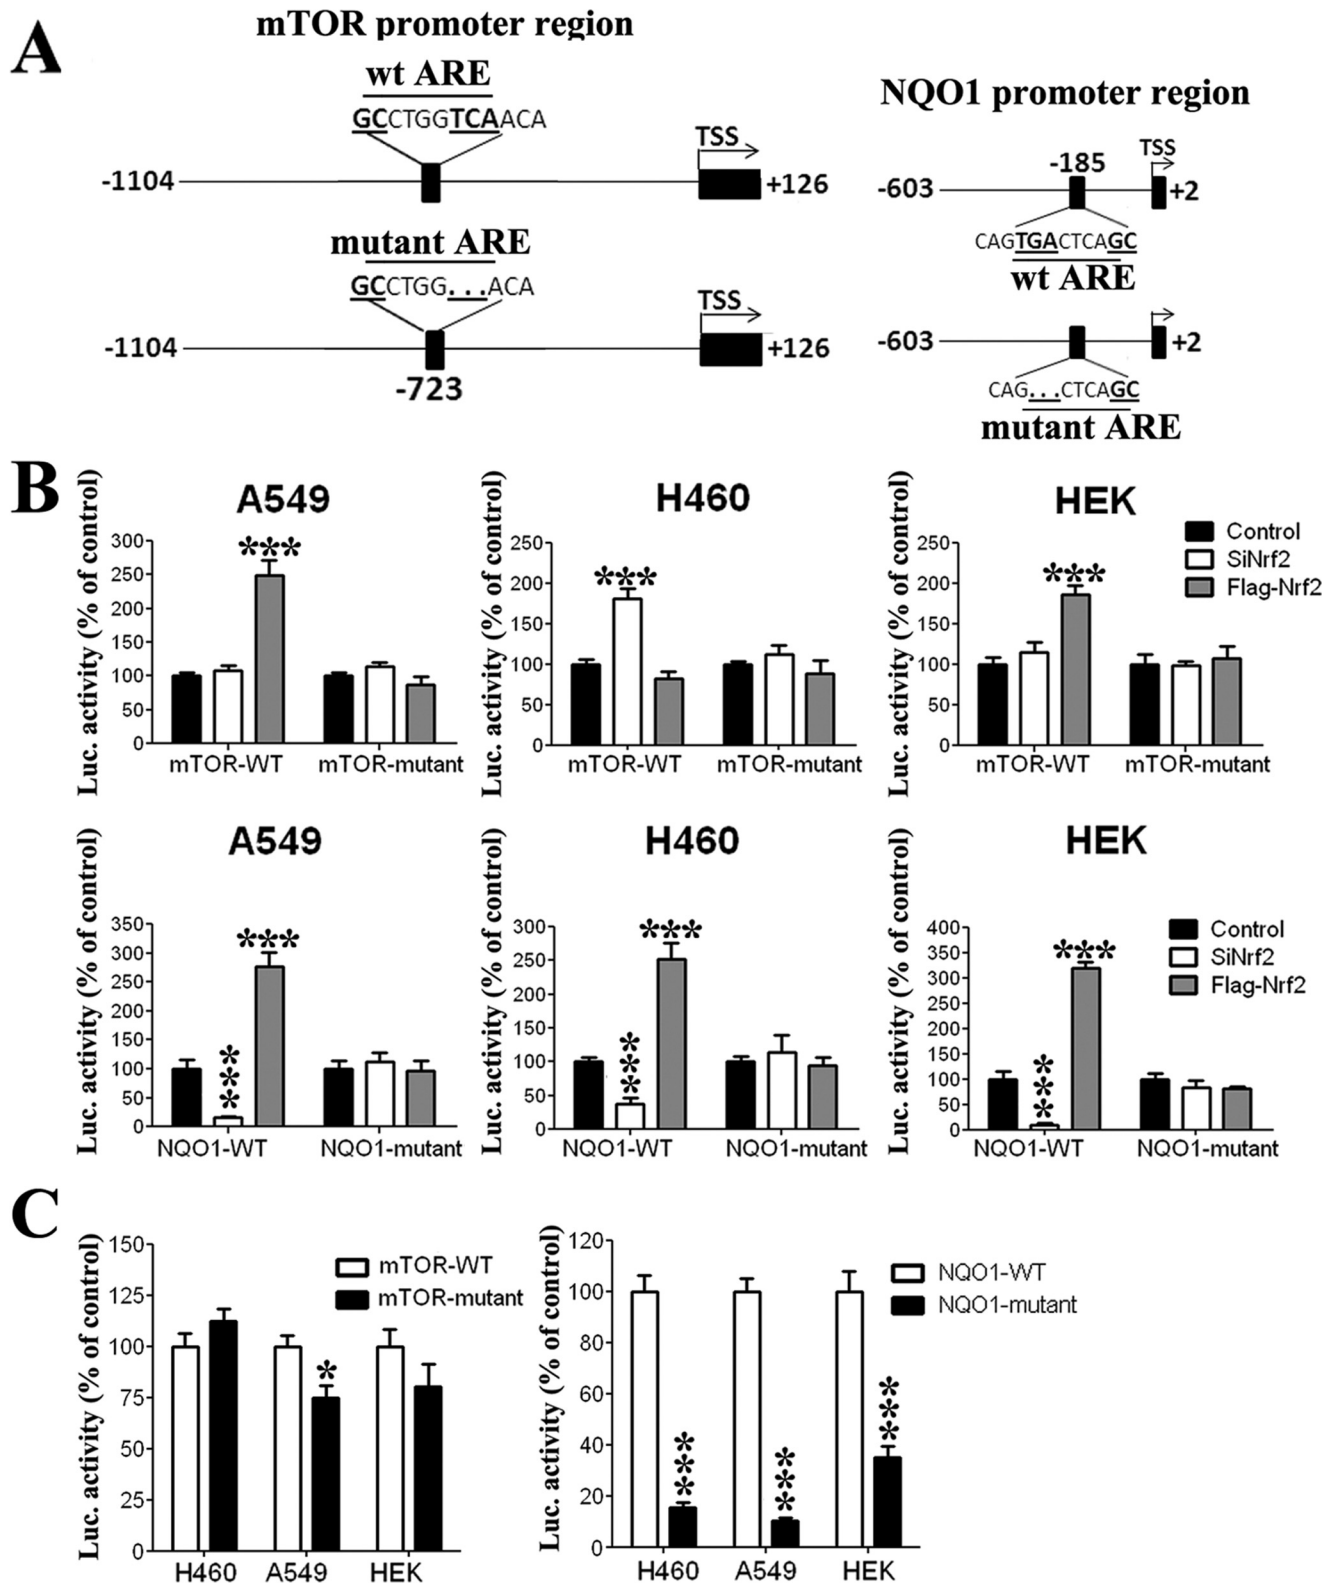 A
mTOR promoter region
wt ARE
GCCTGGTCAACA
TSS
-1104
+126
mutant ARE
GCCTGG...ACA
TSS
-1104
+126
-723
NQO1 promoter region
-185
TSS
-603
+2
CAGTGACTCAGC
wt ARE
-603
+2
CAG...CTCAGC
mutant ARE
B
A549
Luc. activity (% of control)
300
250
200
150
100
50
0
***
mTOR-WT
mTOR-mutant
H460
Luc. activity (% of control)
250
200
150
100
50
0
***
mTOR-WT
mTOR-mutant
HEK
Luc. activity (% of control)
250
200
150
100
50
0
***
mTOR-WT
mTOR-mutant
Control
SiNrf2
Flag-Nrf2
A549
Luc. activity (% of control)
350
300
250
200
150
100
50
0
***
***
NQO1-WT
NQO1-mutant
H460
Luc. activity (% of control)
300
250
200
150
100
50
0
***
***
NQO1-WT
NQO1-mutant
HEK
Luc. activity (% of control)
400
350
300
250
200
150
100
50
0
***
***
NQO1-WT
NQO1-mutant
Control
SiNrf2
Flag-Nrf2
C
Luc. activity (% of control)
150
125
100
75
50
25
0
*
H460
A549
HEK
mTOR-WT
mTOR-mutant
Luc. activity (% of control)
120
100
80
60
40
20
0
***
***
***
H460
A549
HEK
NQO1-WT
NQO1-mutant